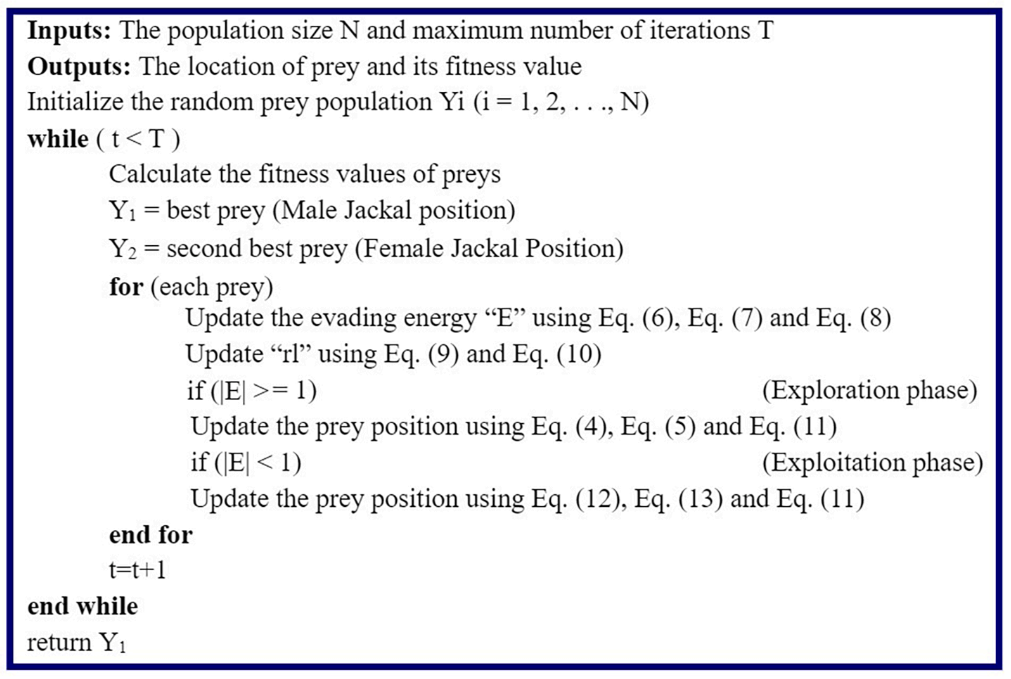 Inputs: The population size N and maximum number of iterations T
Outputs: The location of prey and its fitness value
Initialize the random prey population Yi (i = 1, 2, . . ., N)
while ( t < T )
Calculate the fitness values of preys
Y₁ = best prey (Male Jackal position)
Y₂ = second best prey (Female Jackal Position)
for (each prey)
Update the evading energy “E” using Eq. (6), Eq. (7) and Eq. (8)
Update “rl” using Eq. (9) and Eq. (10)
if (|E| >= 1) (Exploration phase)
Update the prey position using Eq. (4), Eq. (5) and Eq. (11)
if (|E| < 1) (Exploitation phase)
Update the prey position using Eq. (12), Eq. (13) and Eq. (11)
end for
t=t+1
end while
return Y₁